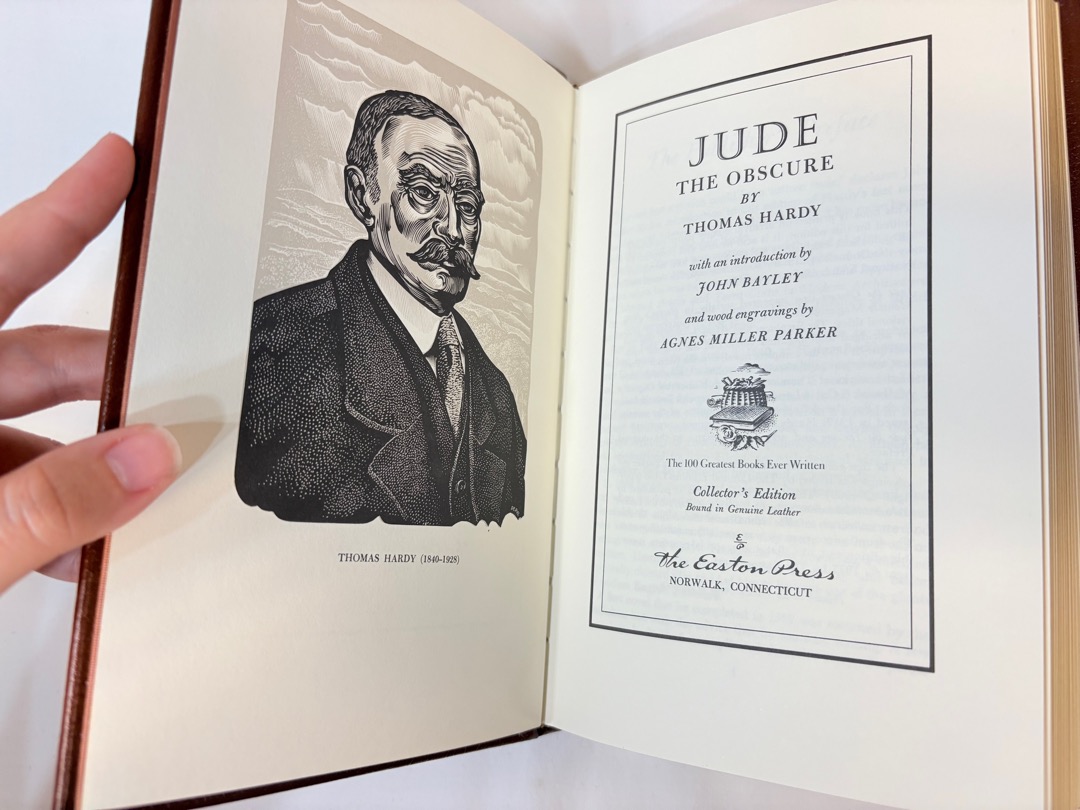 THOMAS HARDY (1840-1928)
JUDE
THE OBSCURE
BY
THOMAS HARDY
with an introduction by
JOHN BAYLEY
and wood engravings by
AGNES MILLER PARKER
The 100 Greatest Books Ever Written
Collector's Edition
Bound in Genuine Leather
The Easton Press
NORWALK, CONNECTICUT